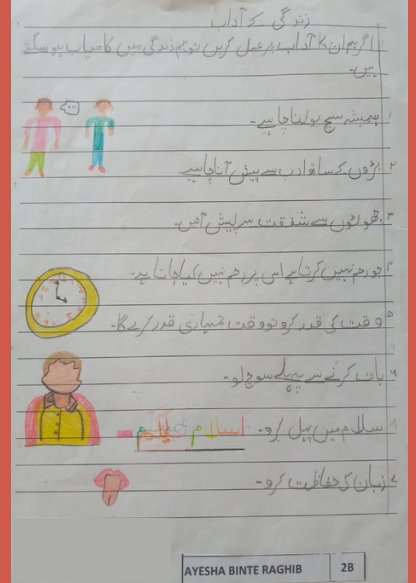 زندگی کے آداب
اگر ہم ان کا آداب پر عمل کریں تو ہم زندگی میں کامیاب ہو سکتے
ہیں۔
۱ ہمیشہ سچ بولنا چاہیے۔
۲ بڑوں کے ساتھ ادب سے پیش آنا چاہیے
۳ چھوٹوں سے شفقت سے پیش آئیں۔
۴ جو رحم نہیں کرتا ہے اس پر رحم نہیں کیا جاتا ہے۔
۵ وقت کی قدر کرو تو وقت تمہاری قدر کرے گا۔
۶ بات کرنے سے پہلے سوچ لو۔
۸ سلام میں پہل کرو۔
۷ زبان کی حفاظت کرو۔
AYESHA BINTE RAGHIB 2B